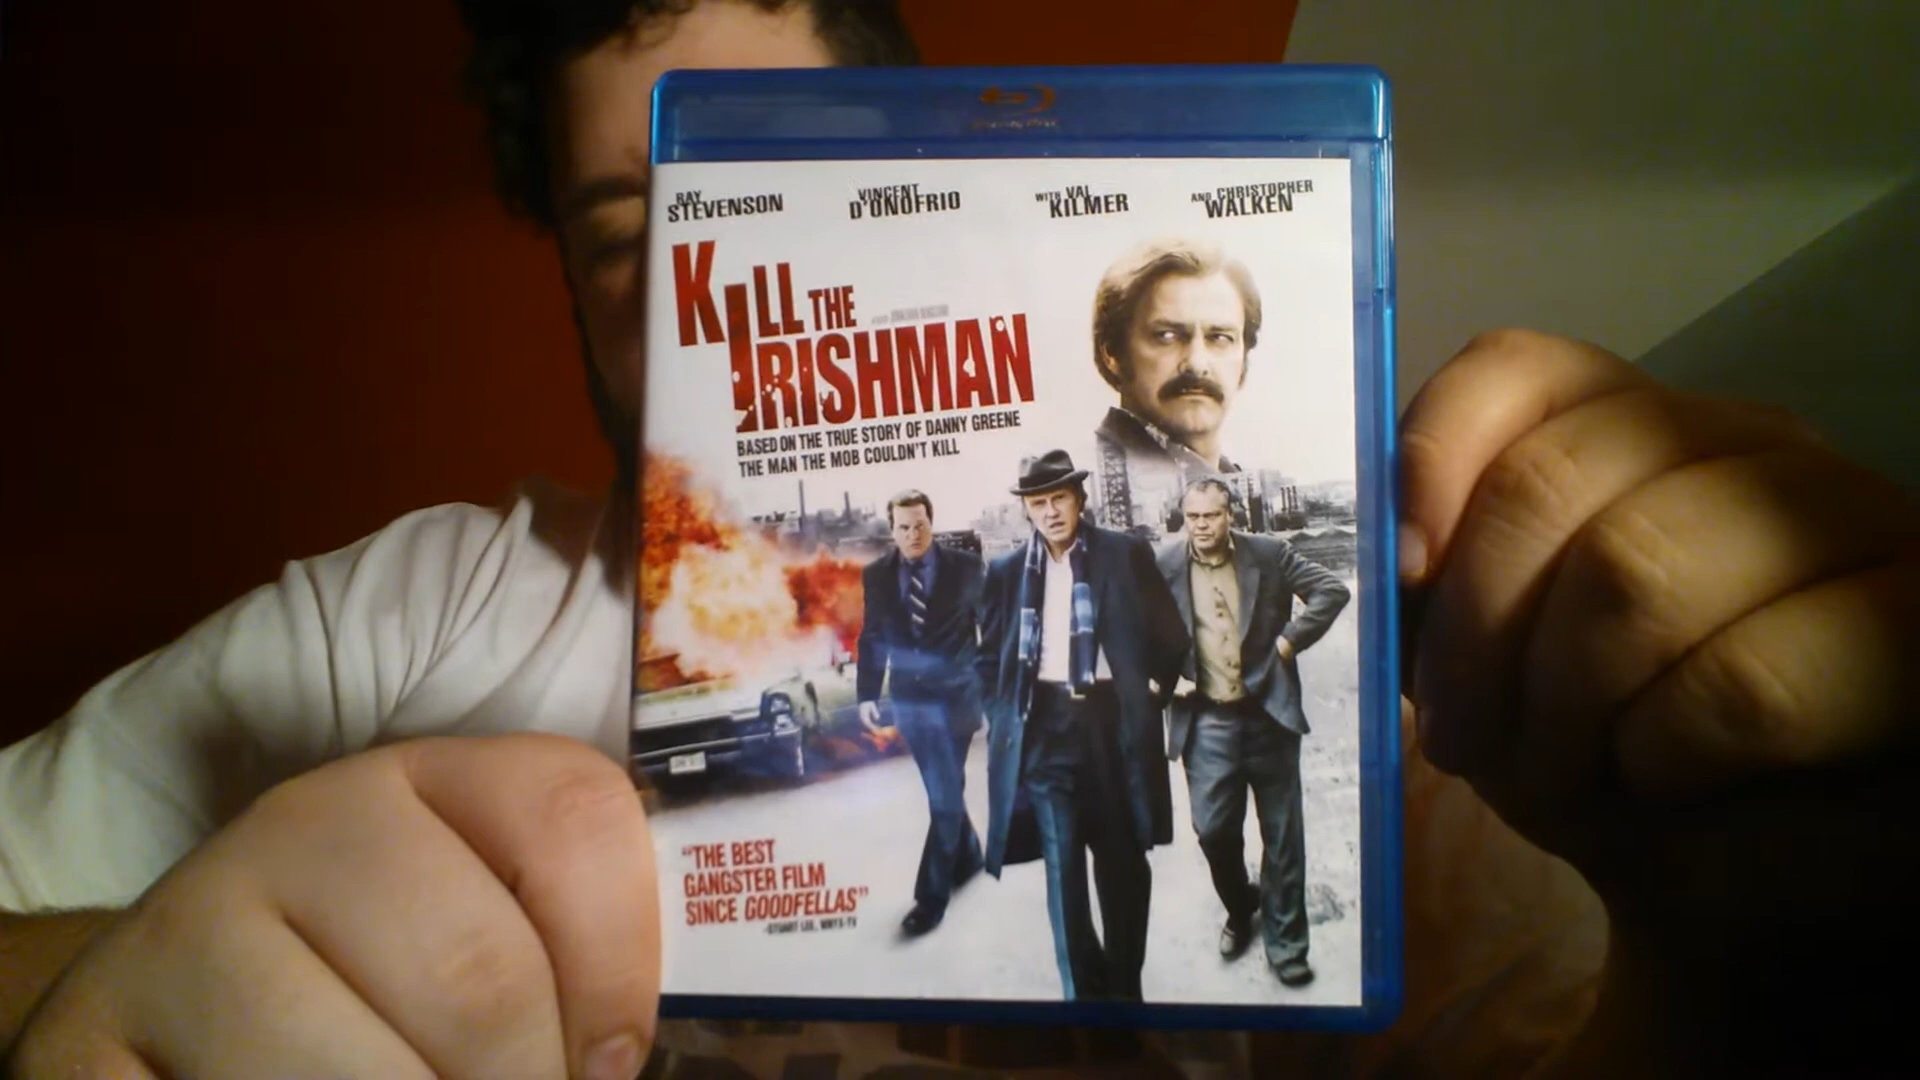 RAY
STEVENSON
VINCENT
D'ONOFRIO
WITH VAL
KILMER
AND CHRISTOPHER
WALKEN
KILL THE
IRISHMAN
BASED ON THE TRUE STORY OF DANNY GREENE
THE MAN THE MOB COULDN'T KILL
"THE BEST
GANGSTER FILM
SINCE GOODFELLAS"